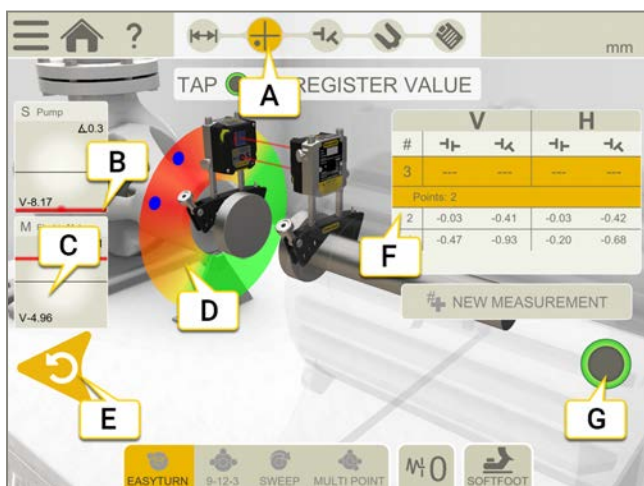 ?
mm
TAP REGISTER VALUE
A
S Pump
0.3
B
V-8.17
M
C
V-4.96
D
V H
#
3 --- --- --- ---
Points: 2
2 -0.03 -0.41 -0.03 -0.42
-0.47 -0.93 -0.20 -0.68
F
NEW MEASUREMENT
E
G
EASYTURN 9-12-3 SWEEP MULTI POINT
0
SOFTFOOT